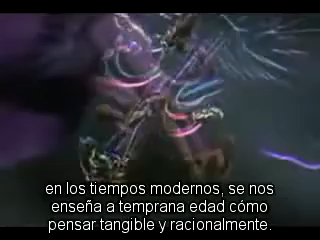 en los tiempos modernos, se nos
enseña a temprana edad cómo
pensar tangible y racionalmente.